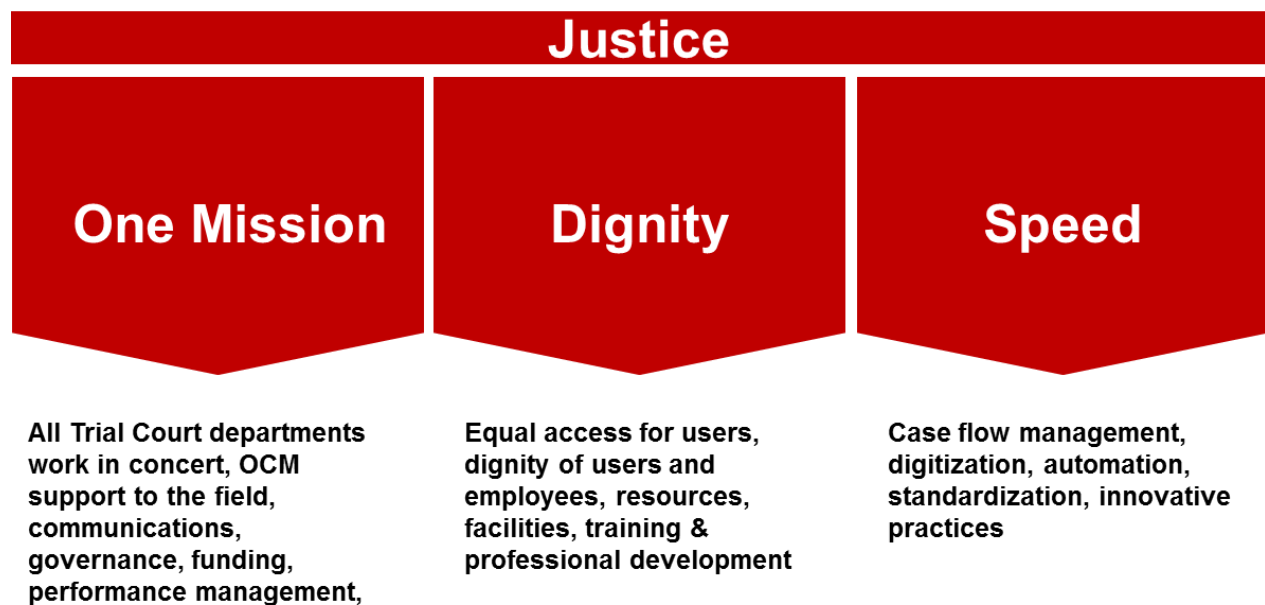 Justice
One Mission
Dignity
Speed
All Trial Court departments
work in concert, OCM
support to the field,
communications,
governance, funding,
performance management,
Equal access for users,
dignity of users and
employees, resources,
facilities, training &
professional development
Case flow management,
digitization, automation,
standardization, innovative
practices